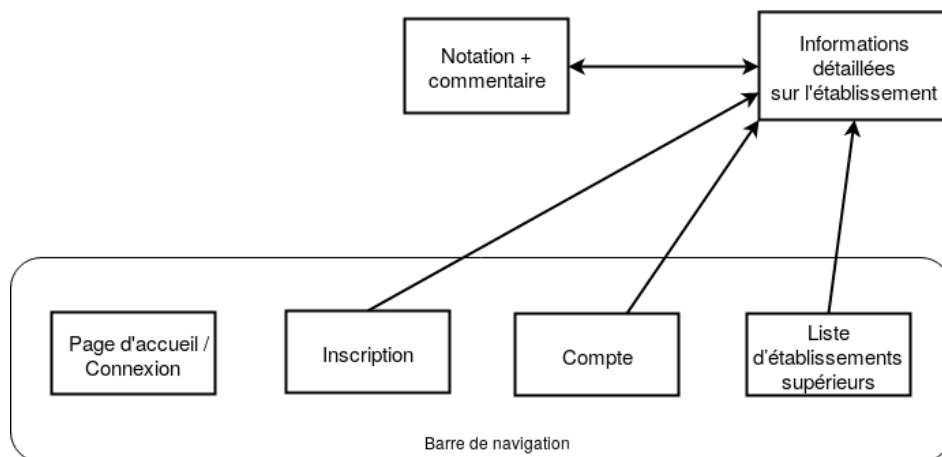 Notation +
commentaire
Informations
détaillées
sur l'établissement
Page d'accueil /
Connexion
Inscription
Compte
Liste
d'établissements
supérieurs
Barre de navigation